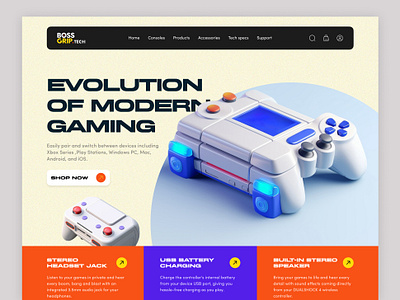 BOSS
GRIP.TECH
Home Consoles Products Accessories Tech specs Support
EVOLUTION
OF MODERN
GAMING
Easily pair and switch between devices including
Xbox Series ,Play Stations, Windows PC, Mac,
Android, and iOS.
SHOP NOW
STEREO
HEADSET JACK
Listen to your games in private and hear
every boom, bang and blast with an
integrated 3.5mm audio jack for your
headphones.
USB BATTERY
CHARGING
Charge the controller's internal battery
from your device USB port, giving you
hassle-free charging as you play.
BUILT-IN STEREO
SPEAKER
Bring your games to life and hear every
detail with sound effects coming directly
from your DUALSHOCK 4 wireless
controller.